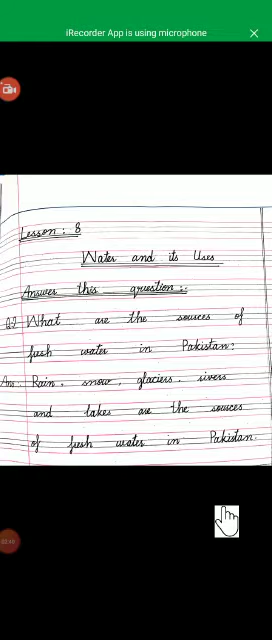 iRecorder App is using microphone
Lesson : 8
Water and its Uses
Answer this question :-
Q2 What are the sources of
fresh water in Pakistan?
Ans: Rain, snow, glaciers, rivers
and lakes are the sources
of fresh water in Pakistan.